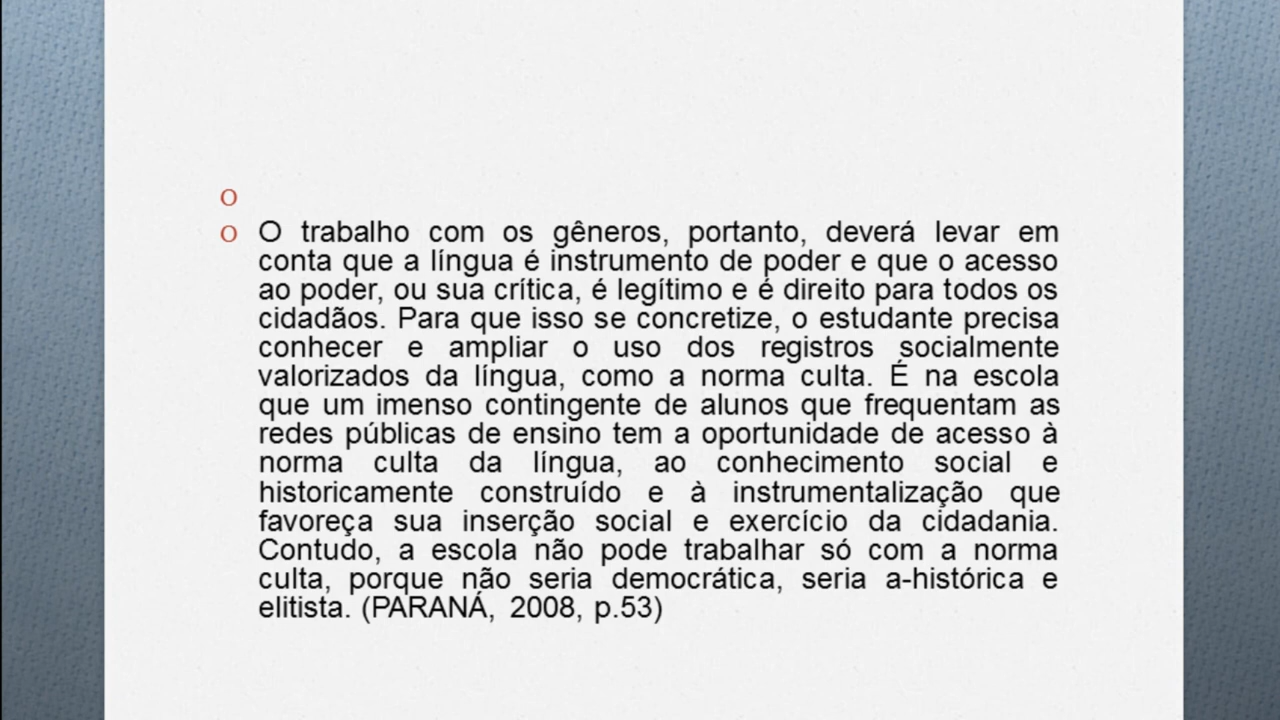 O trabalho com os gêneros, portanto, deverá levar em
conta que a língua é instrumento de poder e que o acesso
ao poder, ou sua crítica, é legítimo e é direito para todos os
cidadãos. Para que isso se concretize, o estudante precisa
conhecer e ampliar o uso dos registros socialmente
valorizados da língua, como a norma culta. É na escola
que um imenso contingente de alunos que frequentam as
redes públicas de ensino tem a oportunidade de acesso à
norma culta da língua, ao conhecimento social e
historicamente construído e à instrumentalização que
favoreça sua inserção social e exercício da cidadania.
Contudo, a escola não pode trabalhar só com a norma
culta, porque não seria democrática, seria a-histórica e
elitista. (PARANÁ, 2008, p.53)